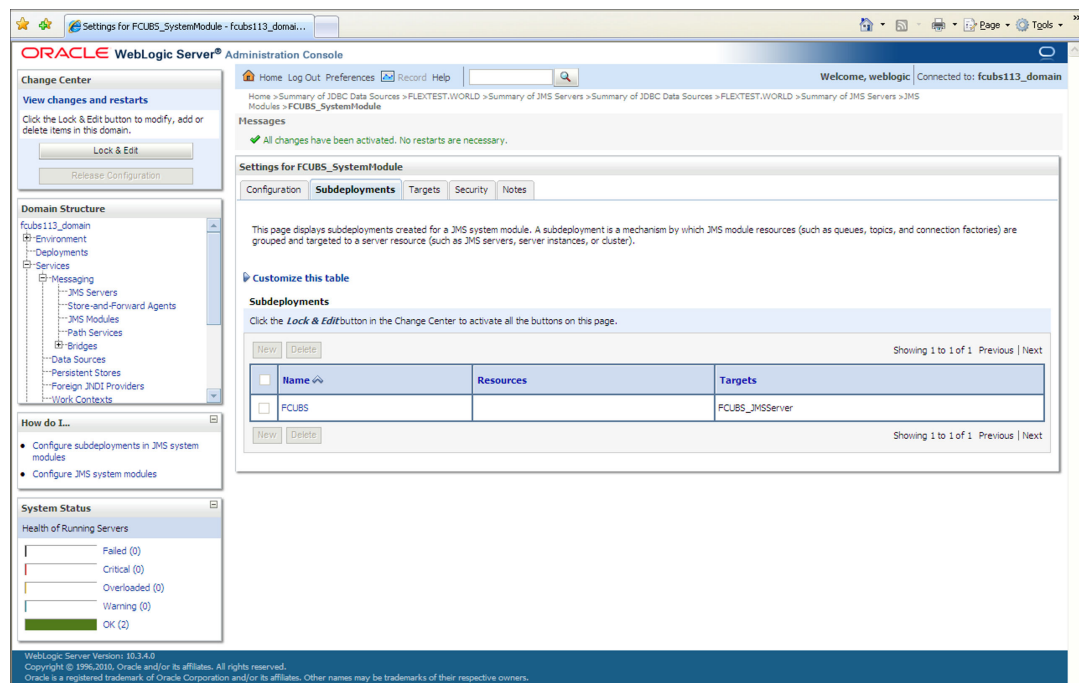 Settings for FCUBS_SystemModule - fcubs113_domai...
Page
Tools
»
ORACLE WebLogic Server® Administration Console
Change Center
View changes and restarts
Click the Lock & Edit button to modify, add or
delete items in this domain.
Lock & Edit
Release Configuration
Domain Structure
fcubs113_domain
Environment
Deployments
Services
Messaging
JMS Servers
Store-and-Forward Agents
JMS Modules
Path Services
Bridges
Data Sources
Persistent Stores
Foreign JNDI Providers
Work Contexts
How do I...
Configure subdeployments in JMS system
modules
Configure JMS system modules
System Status
Health of Running Servers
Failed (0)
Critical (0)
Overloaded (0)
Warning (0)
OK (2)
Home Log Out Preferences Record Help
Welcome, weblogic Connected to: fcubs113_domain
Home >Summary of JDBC Data Sources >FLEXTEST.WORLD >Summary of JMS Servers >Summary of JDBC Data Sources >FLEXTEST.WORLD >Summary of JMS Servers >JMS
Modules >FCUBS_SystemModule
Messages
All changes have been activated. No restarts are necessary.
Settings for FCUBS_SystemModule
Configuration Subdeployments Targets Security Notes
This page displays subdeployments created for a JMS system module. A subdeployment is a mechanism by which JMS module resources (such as queues, topics, and connection factories) are
grouped and targeted to a server resource (such as JMS servers, server instances, or cluster).
Customize this table
Subdeployments
Click the Lock & Edit button in the Change Center to activate all the buttons on this page.
New Delete Showing 1 to 1 of 1 Previous | Next
Name Resources Targets
FCUBS FCUBS_JMSServer
New Delete Showing 1 to 1 of 1 Previous | Next
WebLogic Server Version: 10.3.4.0
Copyright © 1996,2010, Oracle and/or its affiliates. All rights reserved.
Oracle is a registered trademark of Oracle Corporation and/or its affiliates. Other names may be trademarks of their respective owners.